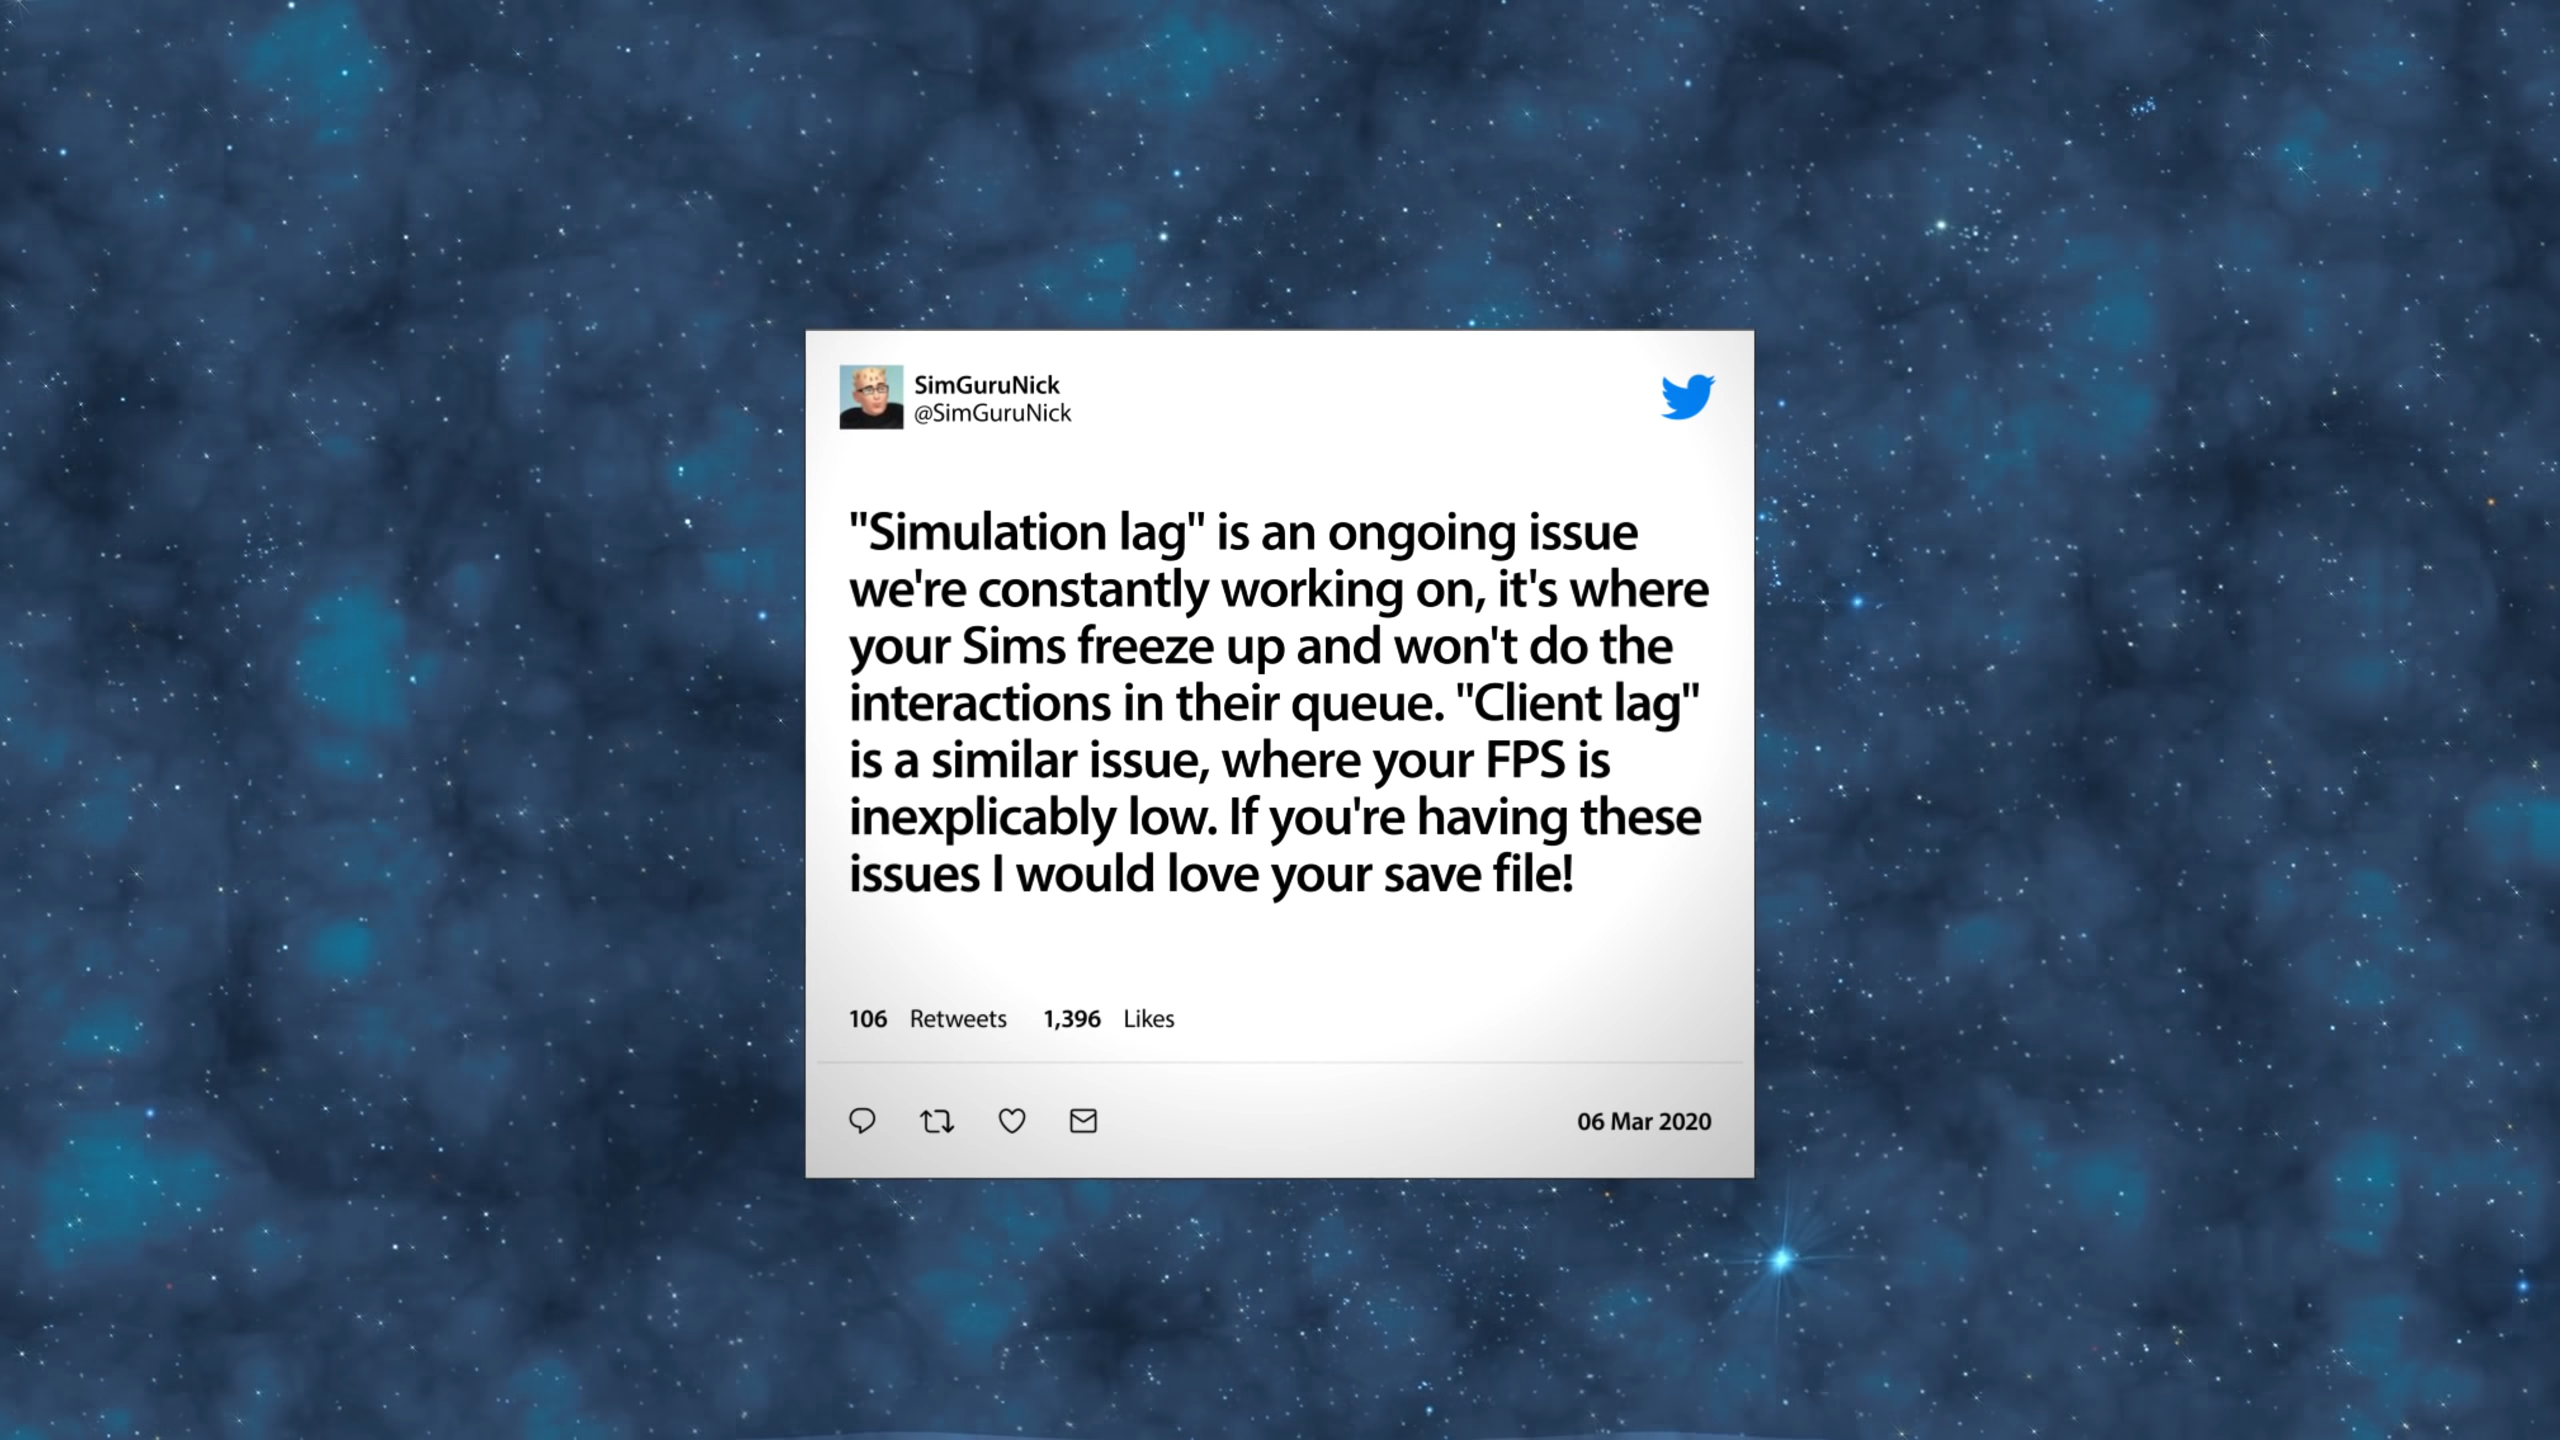 SimGuruNick
@SimGuruNick
"Simulation lag" is an ongoing issue
we're constantly working on, it's where
your Sims freeze up and won't do the
interactions in their queue. "Client lag"
is a similar issue, where your FPS is
inexplicably low. If you're having these
issues I would love your save file!
106 Retweets 1,396 Likes
06 Mar 2020